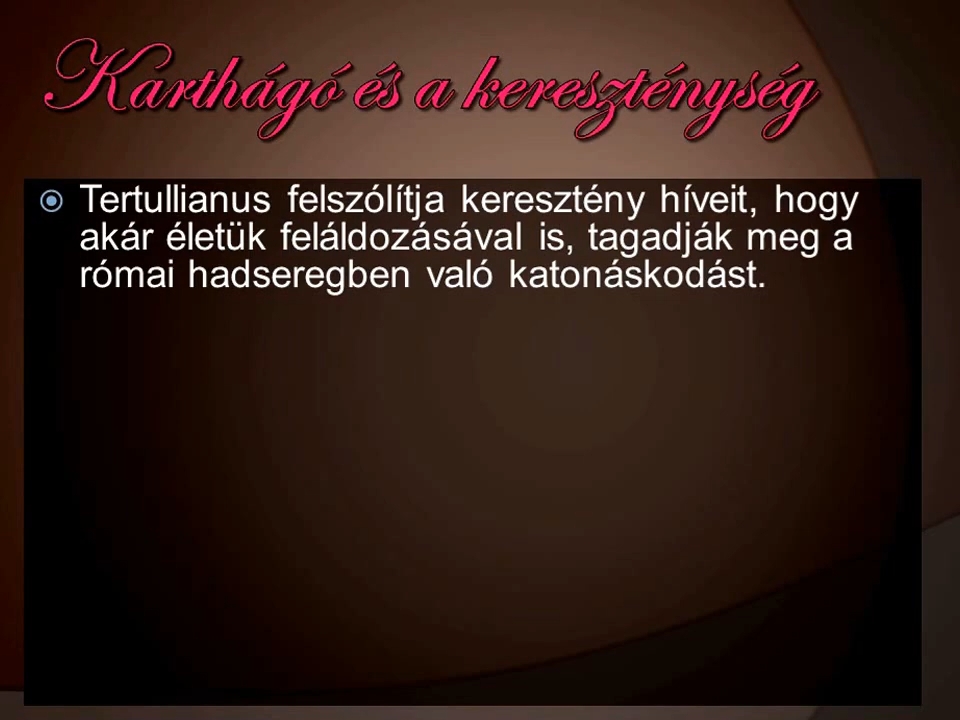 Karthágó és a kereszténység
Tertullianus felszólítja keresztény híveit, hogy
akár életük feláldozásával is, tagadják meg a
római hadseregben való katonáskodást.